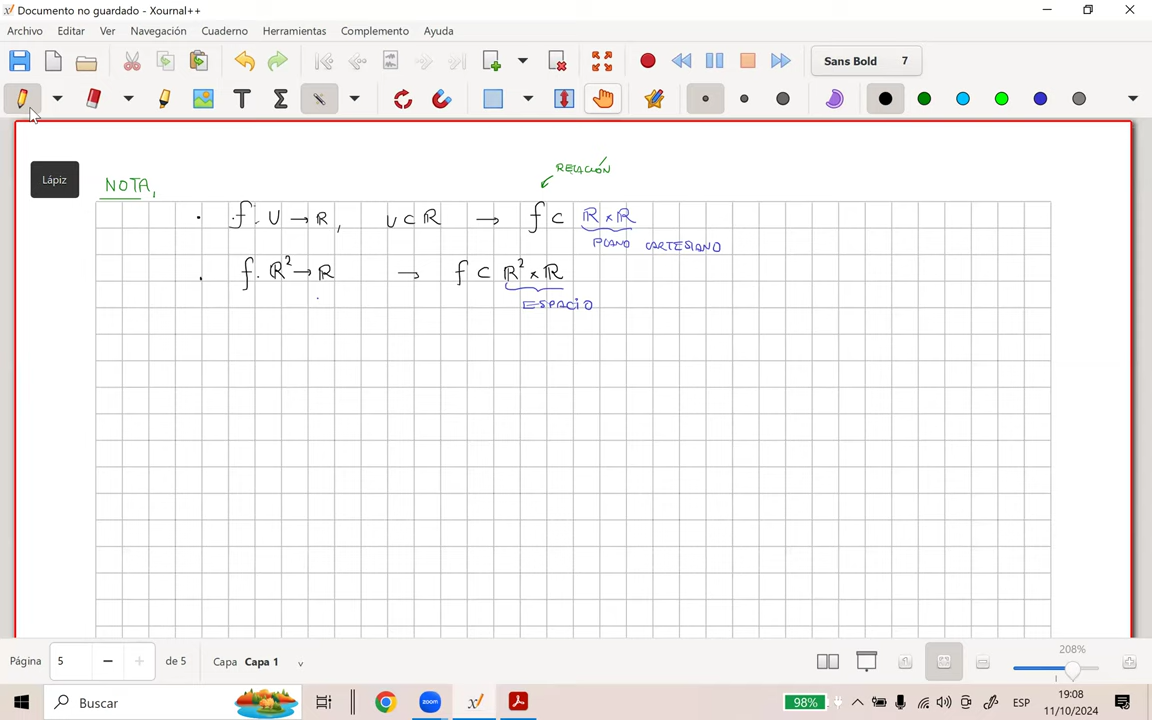 Documento no guardado - Xournal++
Archivo Editar Ver Navegación Cuaderno Herramientas Complemento Ayuda
Sans Bold 7
Lápiz
RELACIÓN
NOTA,
· f: U → ℝ, U ⊂ ℝ → f ⊂ ℝ × ℝ
PLANO CARTESIANO
· f: ℝ² → ℝ → f ⊂ ℝ² × ℝ
ESPACIO
Página 5 de 5 Capa Capa 1 208%
Buscar zoom 98% ESP 19:08
11/10/2024